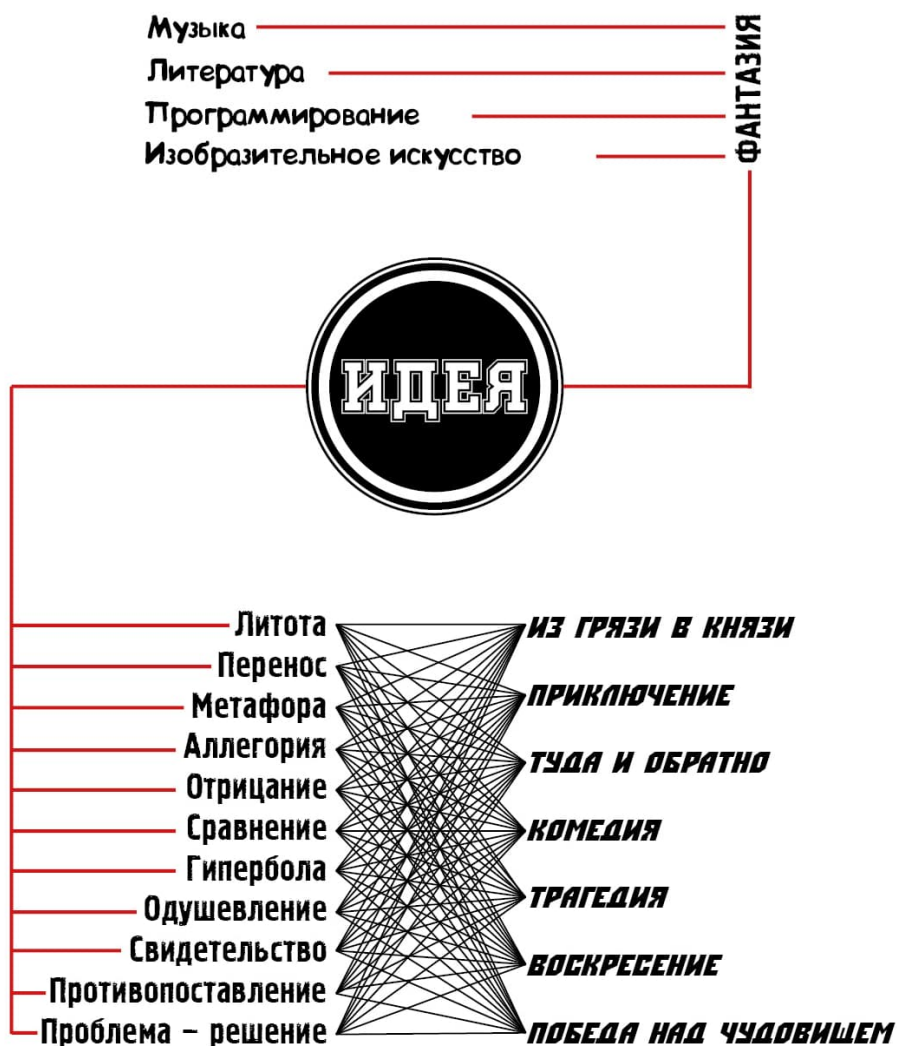 Музыка
Литература
Программирование
Изобразительное искусство
ФАНТАЗИЯ
ИДЕЯ
Литота
Перенос
Метафора
Аллегория
Отрицание
Сравнение
Гипербола
Одушевление
Свидетельство
Противопоставление
Проблема – решение
ИЗ ГРЯЗИ В КНЯЗИ
ПРИКЛЮЧЕНИЕ
ТУДА И ОБРАТНО
КОМЕДИЯ
ТРАГЕДИЯ
ВОСКРЕСЕНИЕ
ПОБЕДА НАД ЧУДОВИЩЕМ